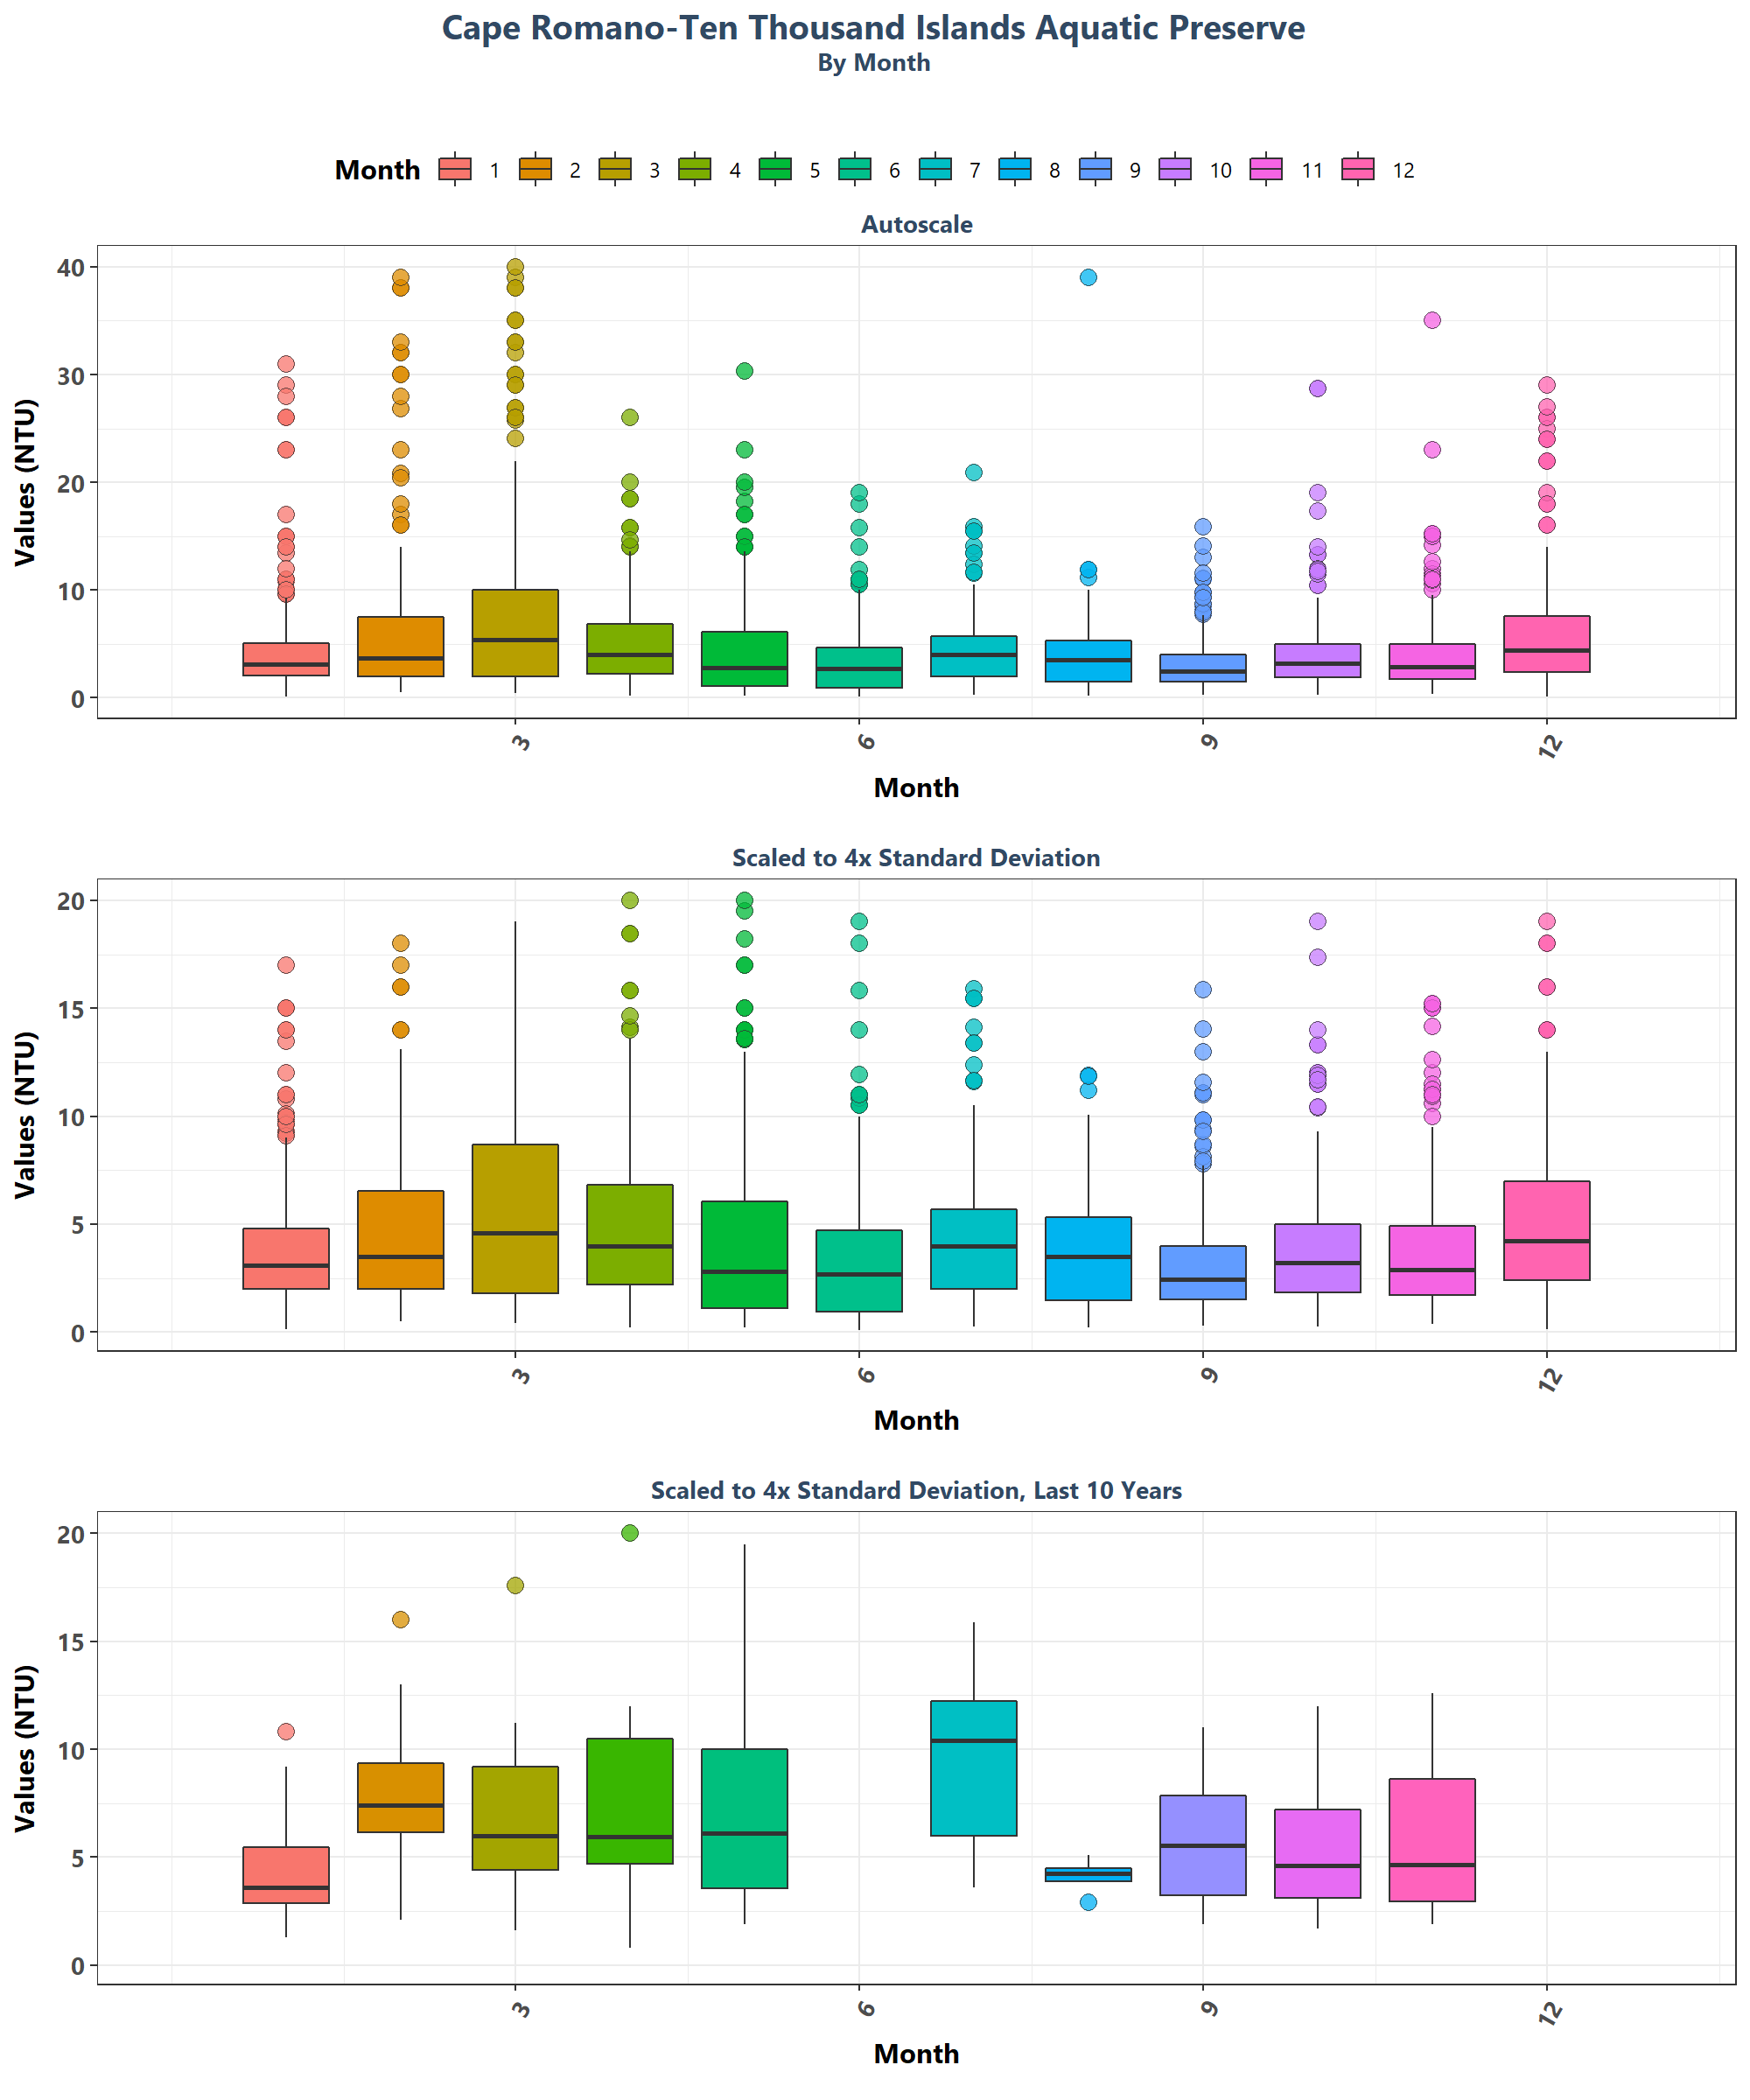 Cape Romano-Ten Thousand Islands Aquatic Preserve
By Month
Month 1 2 3 4 5 6 7 8 9 10 11 12
Autoscale
Values (NTU)
40
30
20
10
0
3 6 9 12
Month
Scaled to 4x Standard Deviation
Values (NTU)
20
15
10
5
0
3 6 9 12
Month
Scaled to 4x Standard Deviation, Last 10 Years
Values (NTU)
20
15
10
5
0
3 6 9 12
Month